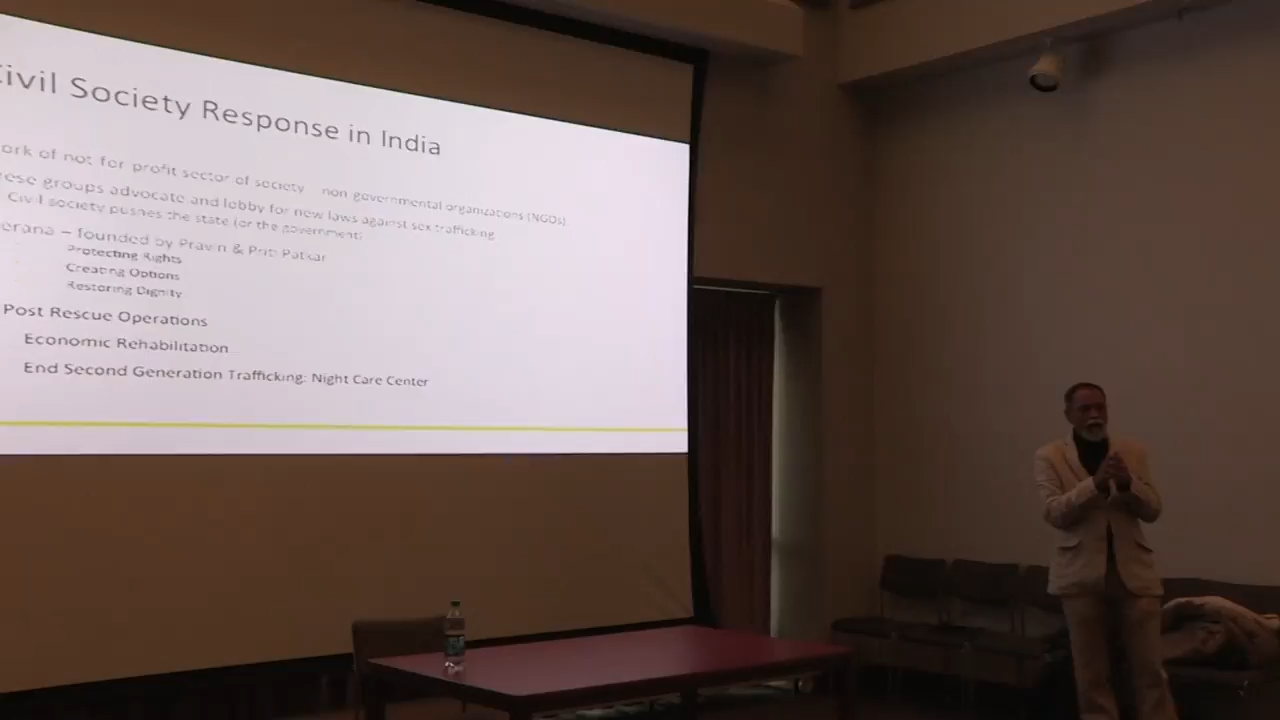 ivil Society Response in India
ork of not for profit sector of society non governmental organizations (NGOs)
ese groups advocate and lobby for new laws against sex trafficking
Civil society pushes the state (or the government)
erana – founded by Pravin & Priti Patkar
Protecting Rights
Creating Options
Restoring Dignity
Post Rescue Operations
Economic Rehabilitation
End Second Generation Trafficking: Night Care Center